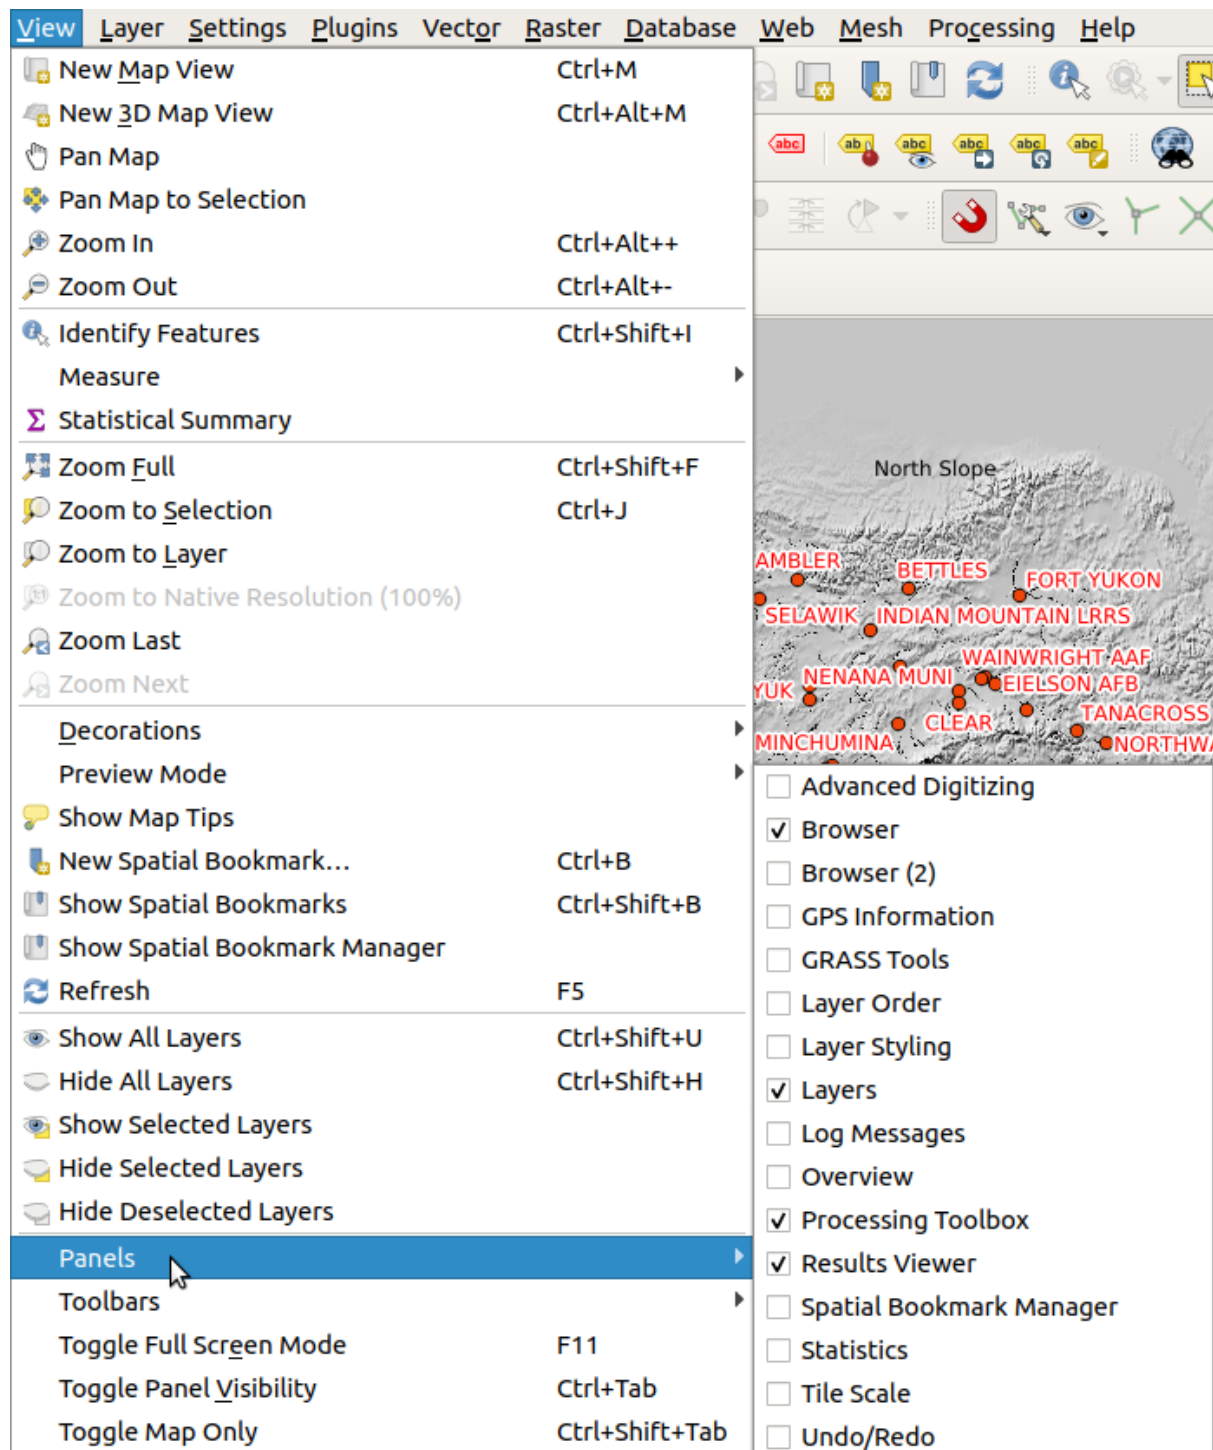 View Layer Settings Plugins Vector Raster Database Web Mesh Processing Help
New Map View Ctrl+M
New 3D Map View Ctrl+Alt+M
Pan Map
Pan Map to Selection
Zoom In Ctrl+Alt++
Zoom Out Ctrl+Alt+-
Identify Features Ctrl+Shift+I
Measure
Statistical Summary
Zoom Full Ctrl+Shift+F
Zoom to Selection Ctrl+J
Zoom to Layer
Zoom to Native Resolution (100%)
Zoom Last
Zoom Next
Decorations
Preview Mode
Show Map Tips
New Spatial Bookmark... Ctrl+B
Show Spatial Bookmarks Ctrl+Shift+B
Show Spatial Bookmark Manager
Refresh F5
Show All Layers Ctrl+Shift+U
Hide All Layers Ctrl+Shift+H
Show Selected Layers
Hide Selected Layers
Hide Deselected Layers
Panels
Toolbars
Toggle Full Screen Mode F11
Toggle Panel Visibility Ctrl+Tab
Toggle Map Only Ctrl+Shift+Tab
abc ab abc abc abc abc
North Slope
AMBLER
BETTLES
FORT YUKON
SELAWIK
INDIAN MOUNTAIN LRRS
WAINWRIGHT AAF
NENANA MUNI
EIELSON AFB
YUK
CLEAR
TANACROSS
MINCHUMINA
NORTHWA
Advanced Digitizing
Browser
Browser (2)
GPS Information
GRASS Tools
Layer Order
Layer Styling
Layers
Log Messages
Overview
Processing Toolbox
Results Viewer
Spatial Bookmark Manager
Statistics
Tile Scale
Undo/Redo